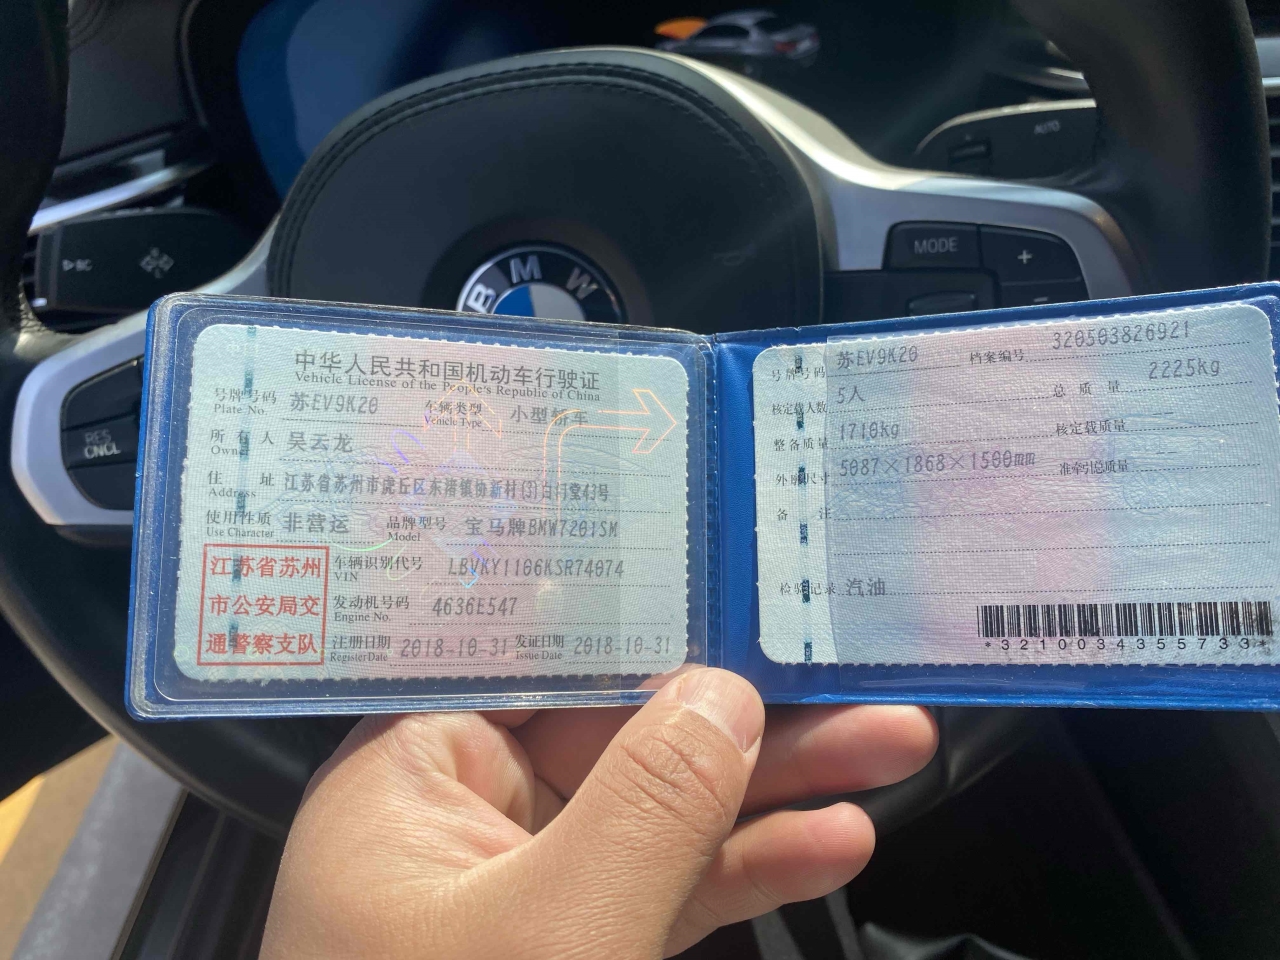 AUTO
BC
MODE
+
−
BMW
RES
CNCL
中华人民共和国机动车行驶证
Vehicle License of the People's Republic of China
号牌号码 苏EV9K20 车辆类型 小型轿车
Plate No. Vehicle Type
所有人 吴云龙
Owner
住址 江苏省苏州市虎丘区东渚镇协新村(3)白门堂43号
Address
使用性质 非营运 品牌型号 宝马牌BMW7201SM
Use Character Model
江苏省苏州
市公安局交
通警察支队
车辆识别代号 LBVKY1106KSR74074
VIN
发动机号码 4636E547
Engine No.
注册日期 2018-10-31 发证日期 2018-10-31
Register Date Issue Date
号牌号码 苏EV9K20 档案编号 320503826921
核定载人数 5人 总质量 2225kg
整备质量 1710kg 核定载质量 --
外廓尺寸 5087×1868×1500mm 准牵引总质量 --
备注
检验记录 汽油
*3210034355733*